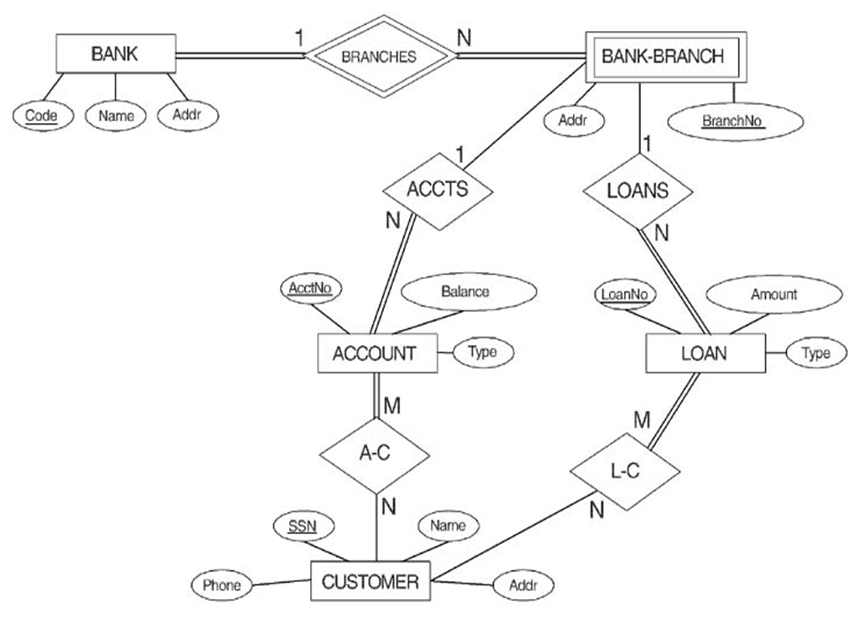 1
N
BANK
BRANCHES
BANK-BRANCH
Code
Name
Addr
Addr
BranchNo
1
1
ACCTS
LOANS
N
N
AcctNo
Balance
LoanNo
Amount
ACCOUNT
Type
LOAN
Type
M
M
A-C
L-C
N
N
SSN
Name
Phone
CUSTOMER
Addr